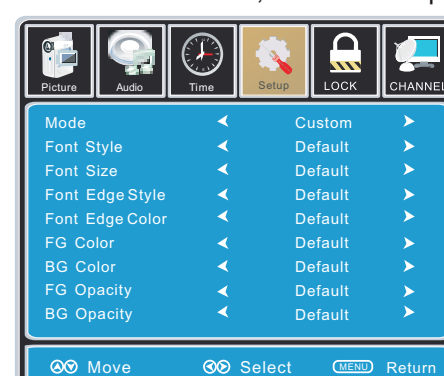 Picture Audio Time Setup LOCK CHANNEL
Mode Custom
Font Style Default
Font Size Default
Font Edge Style Default
Font Edge Color Default
FG Color Default
BG Color Default
FG Opacity Default
BG Opacity Default
Move Select MENU Return